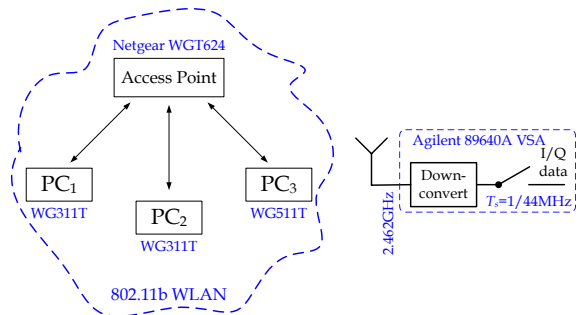 Netgear WGT624
Access Point
PC₁
WG311T
PC₂
WG311T
PC₃
WG511T
802.11b WLAN
Agilent 89640A VSA
2.462GHz
Down-
convert
I/Q
data
Tₛ=1/44MHz